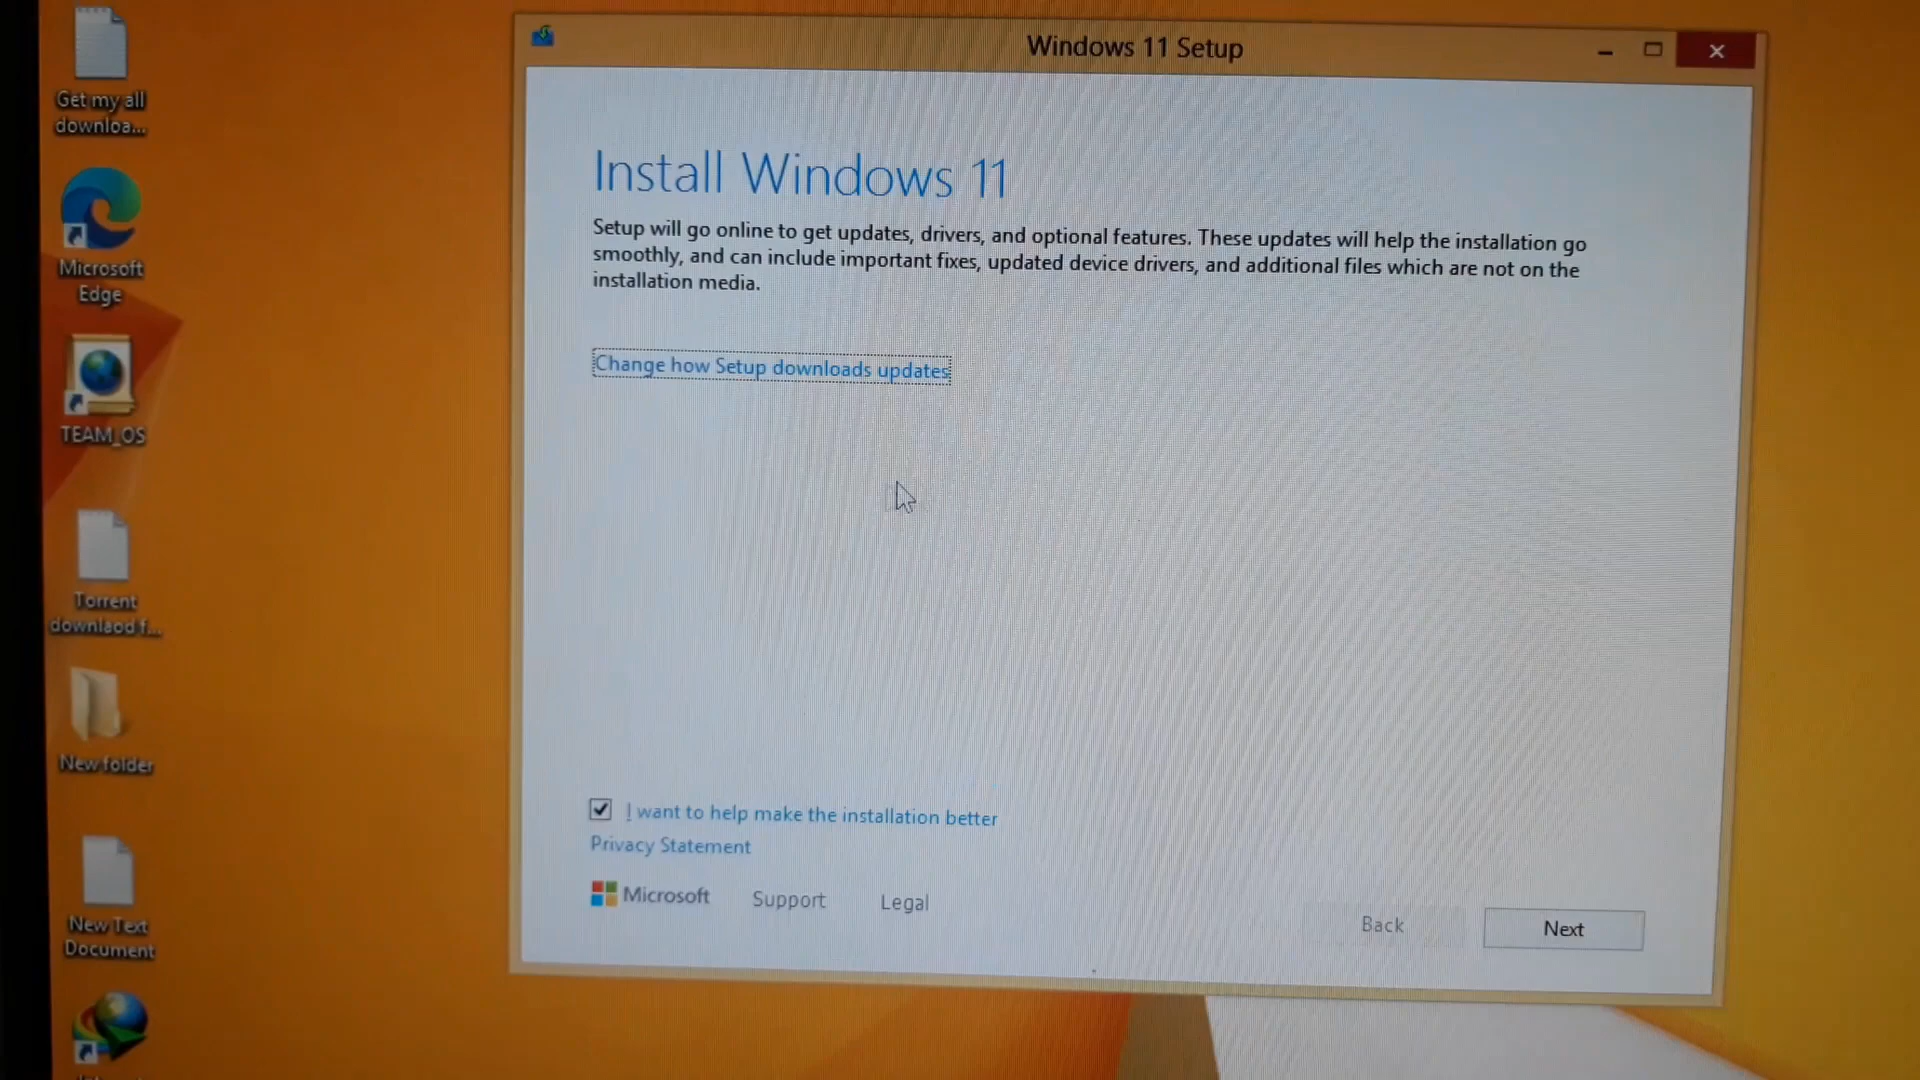 Get my all
downloa...
Microsoft
Edge
TEAM_OS
Torrent
downlaod f...
New folder
New Text
Document
Windows 11 Setup
Install Windows 11
Setup will go online to get updates, drivers, and optional features. These updates will help the installation go
smoothly, and can include important fixes, updated device drivers, and additional files which are not on the
installation media.
Change how Setup downloads updates
I want to help make the installation better
Privacy Statement
Microsoft Support Legal
Back Next